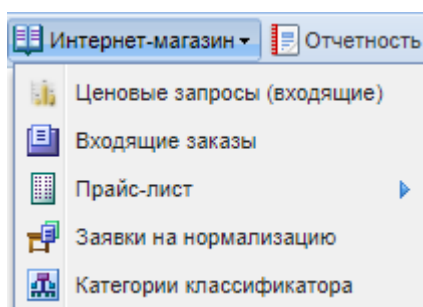 Интернет-магазин Отчетность
Ценовые запросы (входящие)
Входящие заказы
Прайс-лист
Заявки на нормализацию
Категории классификатора